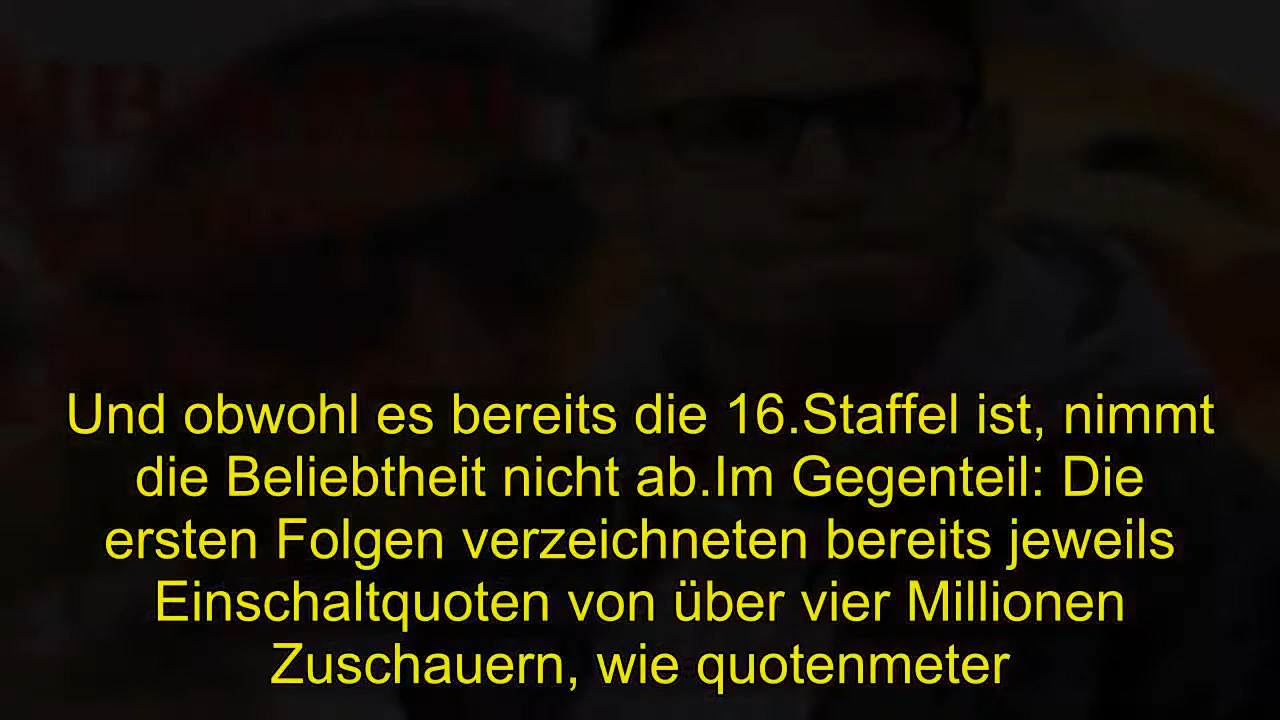 Und obwohl es bereits die 16.Staffel ist, nimmt
die Beliebtheit nicht ab.Im Gegenteil: Die
ersten Folgen verzeichneten bereits jeweils
Einschaltquoten von über vier Millionen
Zuschauern, wie quotenmeter